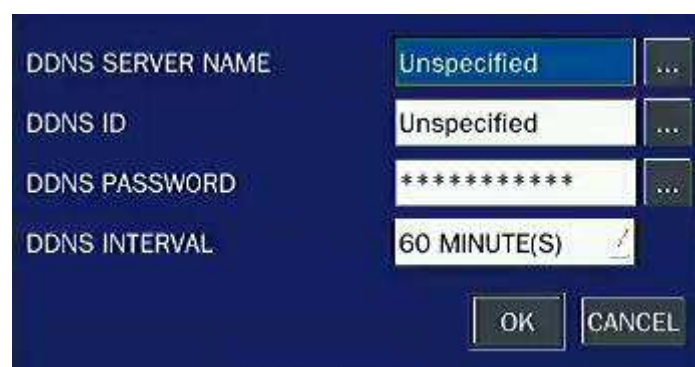 DDNS SERVER NAME Unspecified ...
DDNS ID Unspecified ...
DDNS PASSWORD *********** ...
DDNS INTERVAL 60 MINUTE(S)
OK CANCEL